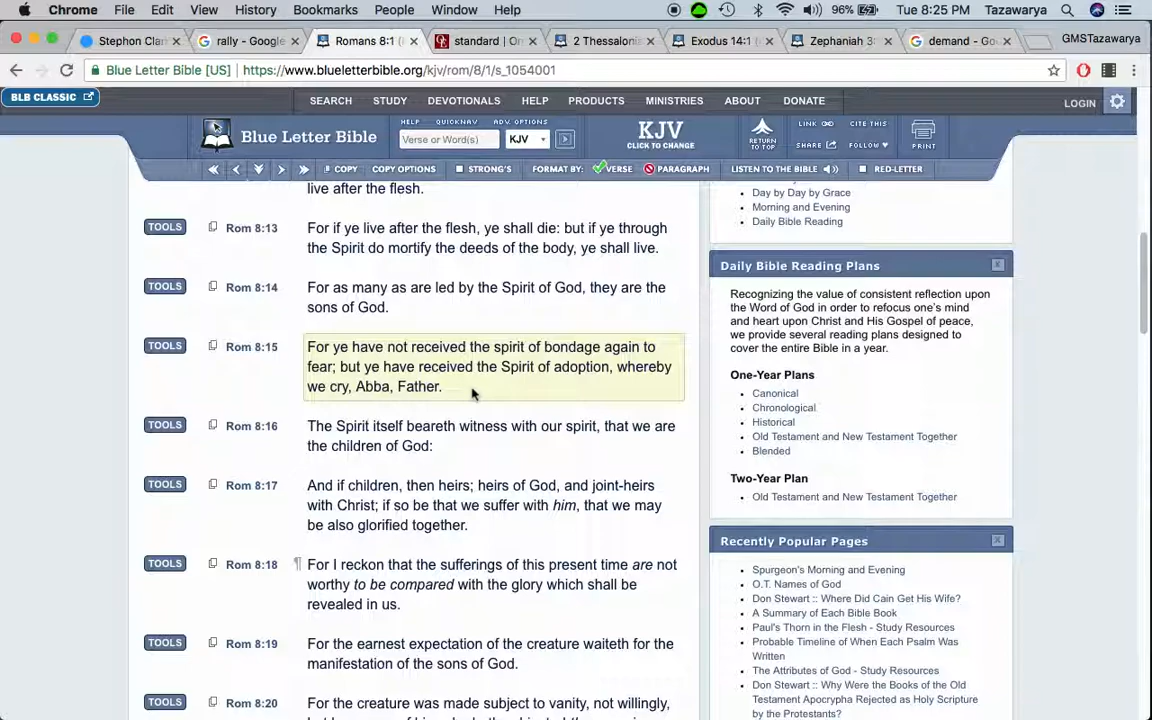 Chrome File Edit View History Bookmarks People Window Help 96% Tue 8:25 PM Tazawarya
Stephon Clar × rally - Google × Romans 8:1 ( × standard | On × 2 Thessaloni × Exodus 14:1 × Zephaniah 3: × demand - Go × GMSTazawarya
Blue Letter Bible [US] https://www.blueletterbible.org/kjv/rom/8/1/s_1054001
BLB CLASSIC
SEARCH STUDY DEVOTIONALS HELP PRODUCTS MINISTRIES ABOUT DONATE LOGIN
HELP QUICKNAV ADV. OPTIONS
Blue Letter Bible Verse or Word(s) KJV
KJV
CLICK TO CHANGE
RETURN TO TOP
LINK CITE THIS
SHARE FOLLOW PRINT
COPY COPY OPTIONS STRONG'S FORMAT BY: VERSE PARAGRAPH LISTEN TO THE BIBLE RED-LETTER
live after the flesh.
TOOLS Rom 8:13 For if ye live after the flesh, ye shall die: but if ye through
the Spirit do mortify the deeds of the body, ye shall live.
TOOLS Rom 8:14 For as many as are led by the Spirit of God, they are the
sons of God.
TOOLS Rom 8:15 For ye have not received the spirit of bondage again to
fear; but ye have received the Spirit of adoption, whereby
we cry, Abba, Father.
TOOLS Rom 8:16 The Spirit itself beareth witness with our spirit, that we are
the children of God:
TOOLS Rom 8:17 And if children, then heirs; heirs of God, and joint-heirs
with Christ; if so be that we suffer with him, that we may
be also glorified together.
TOOLS Rom 8:18 ¶ For I reckon that the sufferings of this present time are not
worthy to be compared with the glory which shall be
revealed in us.
TOOLS Rom 8:19 For the earnest expectation of the creature waiteth for the
manifestation of the sons of God.
TOOLS Rom 8:20 For the creature was made subject to vanity, not willingly,
• Day by Day by Grace
• Morning and Evening
• Daily Bible Reading
Daily Bible Reading Plans
Recognizing the value of consistent reflection upon
the Word of God in order to refocus one's mind
and heart upon Christ and His Gospel of peace,
we provide several reading plans designed to
cover the entire Bible in a year.
One-Year Plans
• Canonical
• Chronological
• Historical
• Old Testament and New Testament Together
• Blended
Two-Year Plan
• Old Testament and New Testament Together
Recently Popular Pages
• Spurgeon's Morning and Evening
• O.T. Names of God
• Don Stewart :: Where Did Cain Get His Wife?
• A Summary of Each Bible Book
• Paul's Thorn in the Flesh - Study Resources
• Probable Timeline of When Each Psalm Was
Written
• The Attributes of God - Study Resources
• Don Stewart :: Why Were the Books of the Old
Testament Apocrypha Rejected as Holy Scripture
by the Protestants?